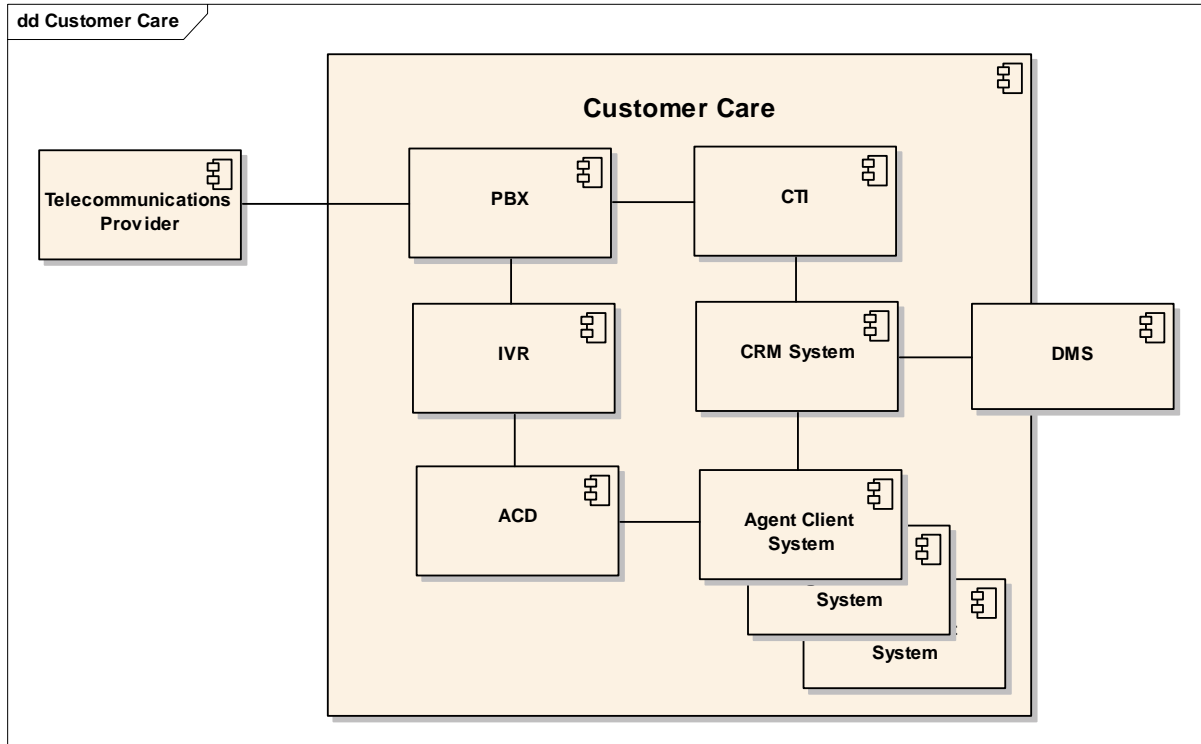 dd Customer Care
Customer Care
Telecommunications
Provider
PBX
CTI
IVR
CRM System
DMS
ACD
Agent Client
System
System
System